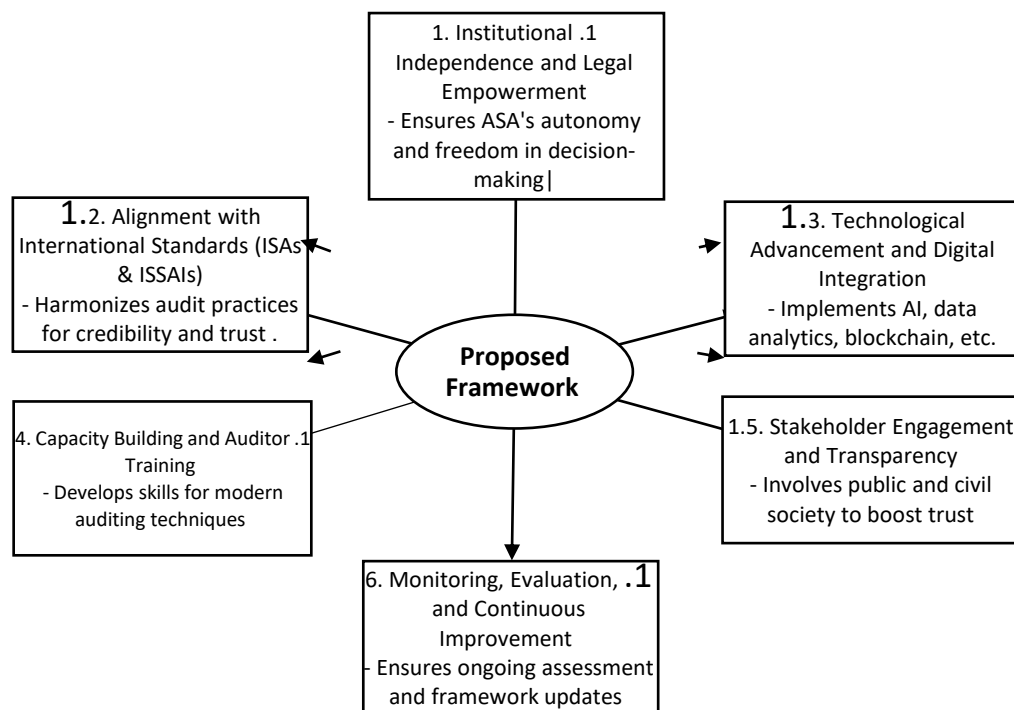 1. Institutional .1
Independence and Legal
Empowerment
- Ensures ASA's autonomy
and freedom in decision-
making|
1.2. Alignment with
International Standards (ISAs
& ISSAIs)
- Harmonizes audit practices
for credibility and trust .
1.3. Technological
Advancement and Digital
Integration
- Implements AI, data
analytics, blockchain, etc.
Proposed
Framework
4. Capacity Building and Auditor .1
Training
- Develops skills for modern
auditing techniques
1.5. Stakeholder Engagement
and Transparency
- Involves public and civil
society to boost trust
6. Monitoring, Evaluation, .1
and Continuous
Improvement
- Ensures ongoing assessment
and framework updates